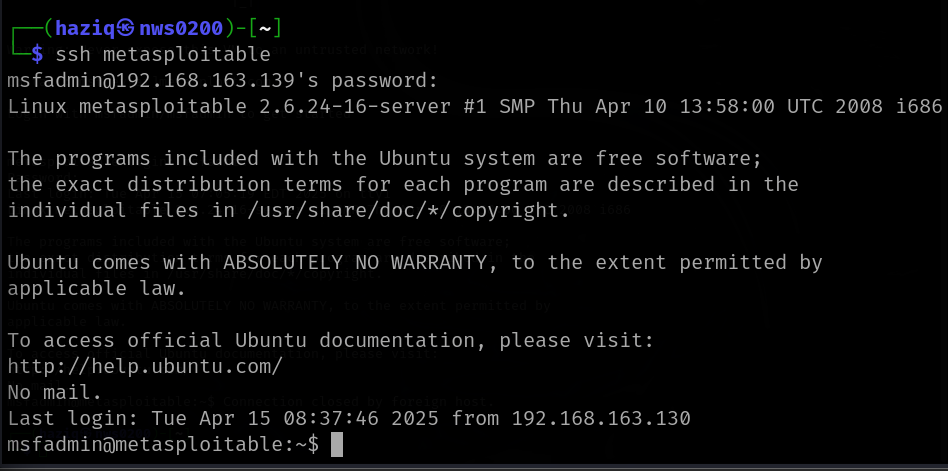 ┌──(haziq㉿nws0200)-[~]
└─$ ssh metasploitable
msfadmin@192.168.163.139's password:
Linux metasploitable 2.6.24-16-server #1 SMP Thu Apr 10 13:58:00 UTC 2008 i686
The programs included with the Ubuntu system are free software;
the exact distribution terms for each program are described in the
individual files in /usr/share/doc/*/copyright.
Ubuntu comes with ABSOLUTELY NO WARRANTY, to the extent permitted by
applicable law.
To access official Ubuntu documentation, please visit:
http://help.ubuntu.com/
No mail.
Last login: Tue Apr 15 08:37:46 2025 from 192.168.163.130
msfadmin@metasploitable:~$